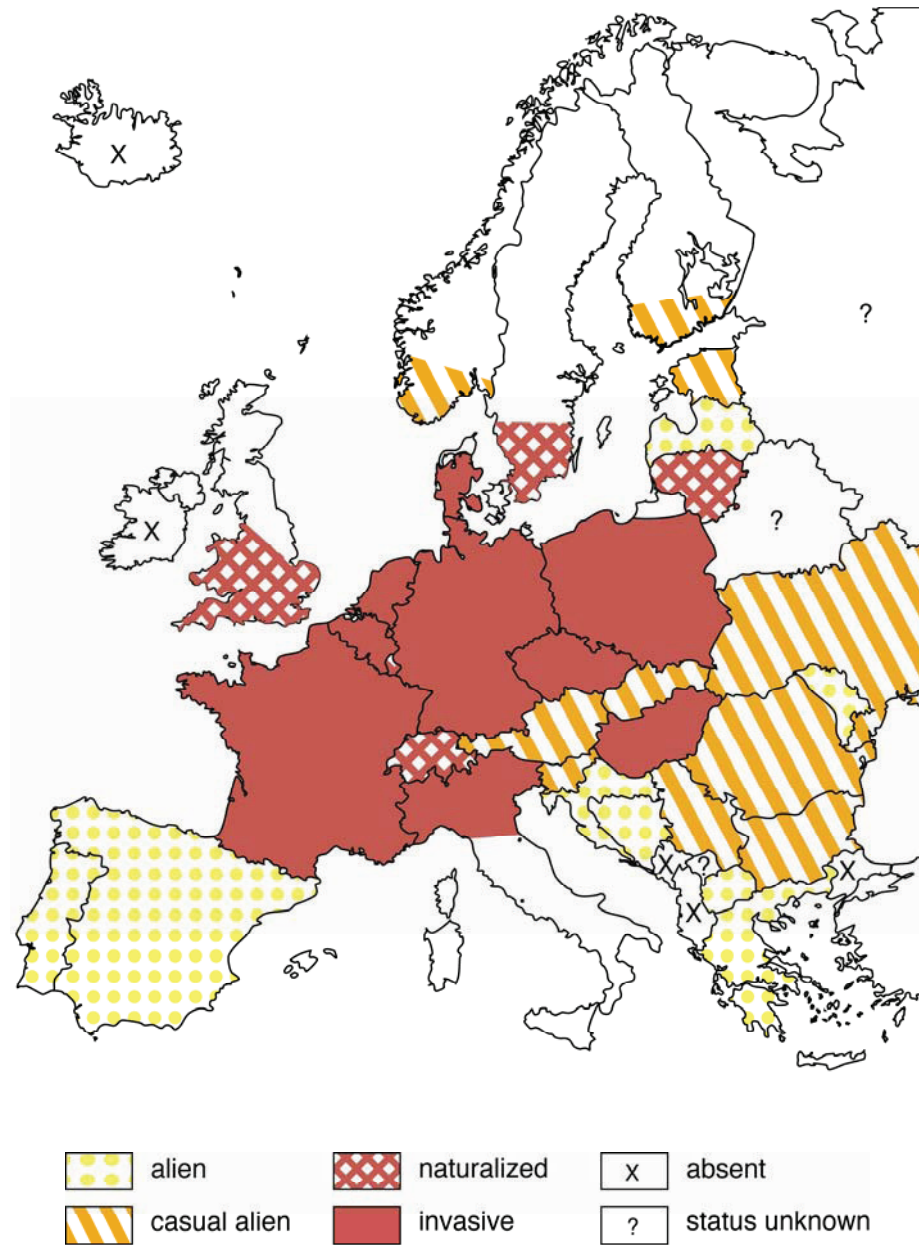 X
?
X
?
X
?
X
X
alien
naturalized
X
absent
casual alien
invasive
?
status unknown